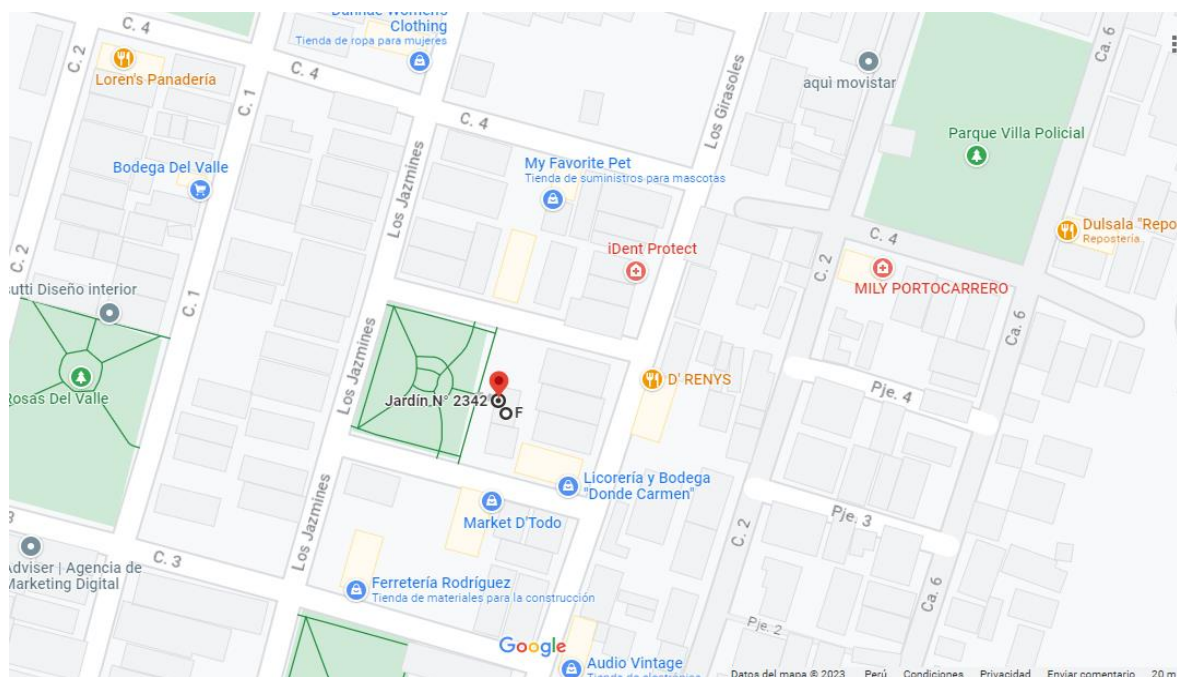 Clothing
Tienda de ropa para mujeres
C. 4
C. 2
Loren's Panadería
C. 4
C. 1
aquì movistar
Ca. 6
Los Girasoles
C. 4
Parque Villa Policial
Bodega Del Valle
My Favorite Pet
Tienda de suministros para mascotas
Los Jazmines
Dulsala "Repo
Repostería
C. 4
iDent Protect
C. 2
C. 2
MILY PORTOCARRERO
utti Diseño interior
C. 1
Ca. 6
Los Jazmines
D' RENYS
Rosas Del Valle
Jardín N° 2342
F
Pje. 4
Licorería y Bodega
"Donde Carmen"
Los Jazmines
Market D'Todo
Pje. 3
C. 2
3
C. 3
Adviser | Agencia de
Marketing Digital
Ferretería Rodríguez
Tienda de materiales para la construcción
Ca. 6
Pje. 2
Google
Audio Vintage
Datos del mapa © 2023 Perú Condiciones Privacidad Enviar comentario 20 m